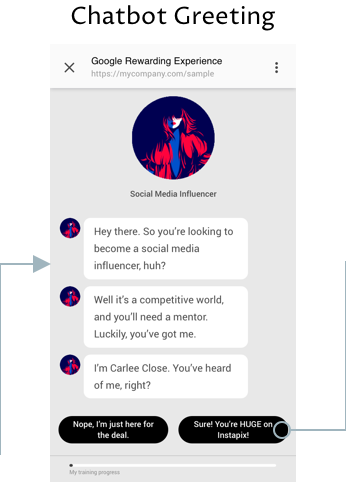 Chatbot Greeting
Google Rewarding Experience
https://mycompany.com/sample
Social Media Influencer
Hey there. So you're looking to
become a social media
influencer, huh?
Well it's a competitive world,
and you'll need a mentor.
Luckily, you've got me.
I'm Carlee Close. You've heard
of me, right?
Nope, I'm just here for
the deal.
Sure! You're HUGE on
Instapix!
My training progress